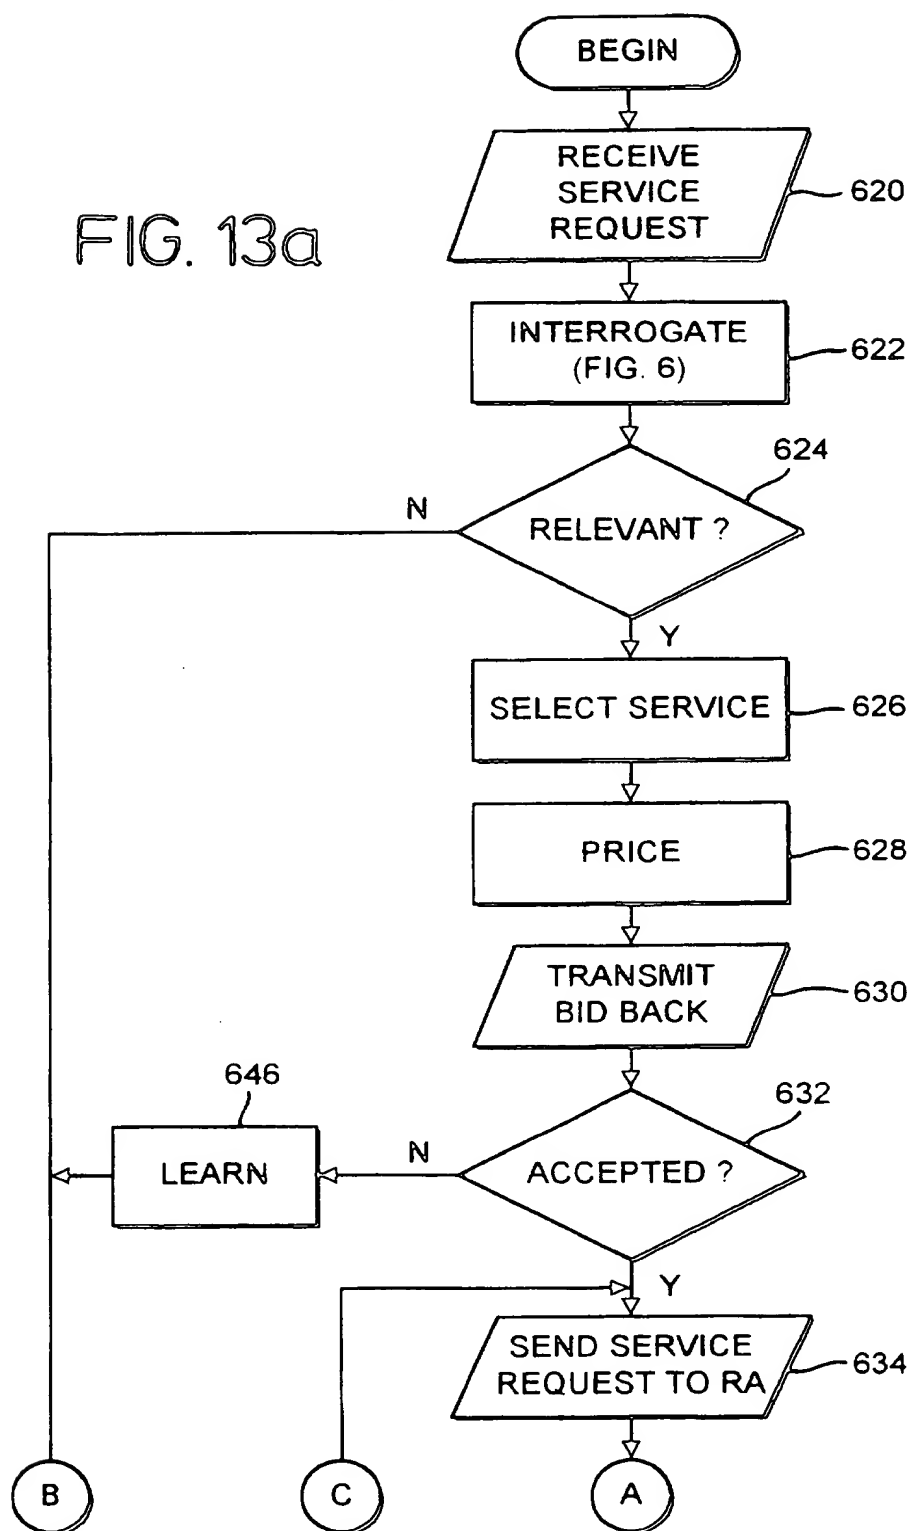 BEGIN
RECEIVE
SERVICE
REQUEST
620
FIG. 13a
INTERROGATE
(FIG. 6)
622
624
N
RELEVANT ?
Y
SELECT SERVICE
626
PRICE
628
TRANSMIT
BID BACK
630
646
632
LEARN
N
ACCEPTED ?
Y
SEND SERVICE
REQUEST TO RA
634
B
C
A